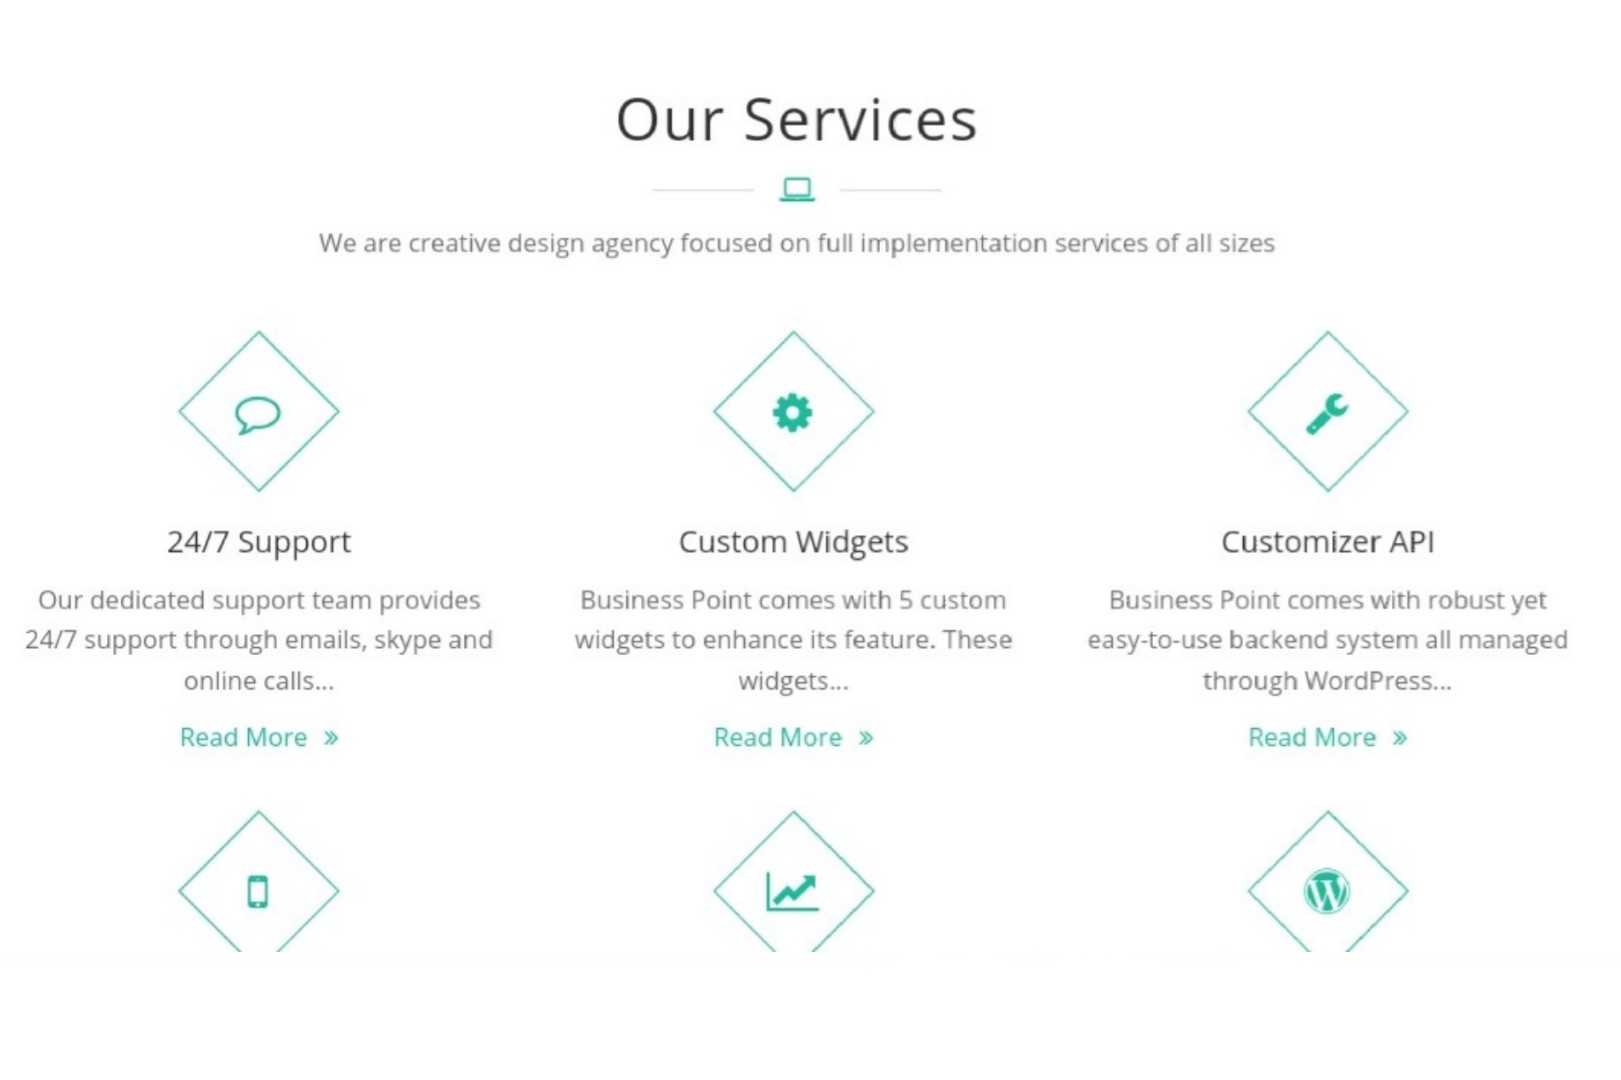 Our Services
We are creative design agency focused on full implementation services of all sizes
24/7 Support
Our dedicated support team provides
24/7 support through emails, skype and
online calls...
Read More »
Custom Widgets
Business Point comes with 5 custom
widgets to enhance its feature. These
widgets...
Read More »
Customizer API
Business Point comes with robust yet
easy-to-use backend system all managed
through WordPress...
Read More »